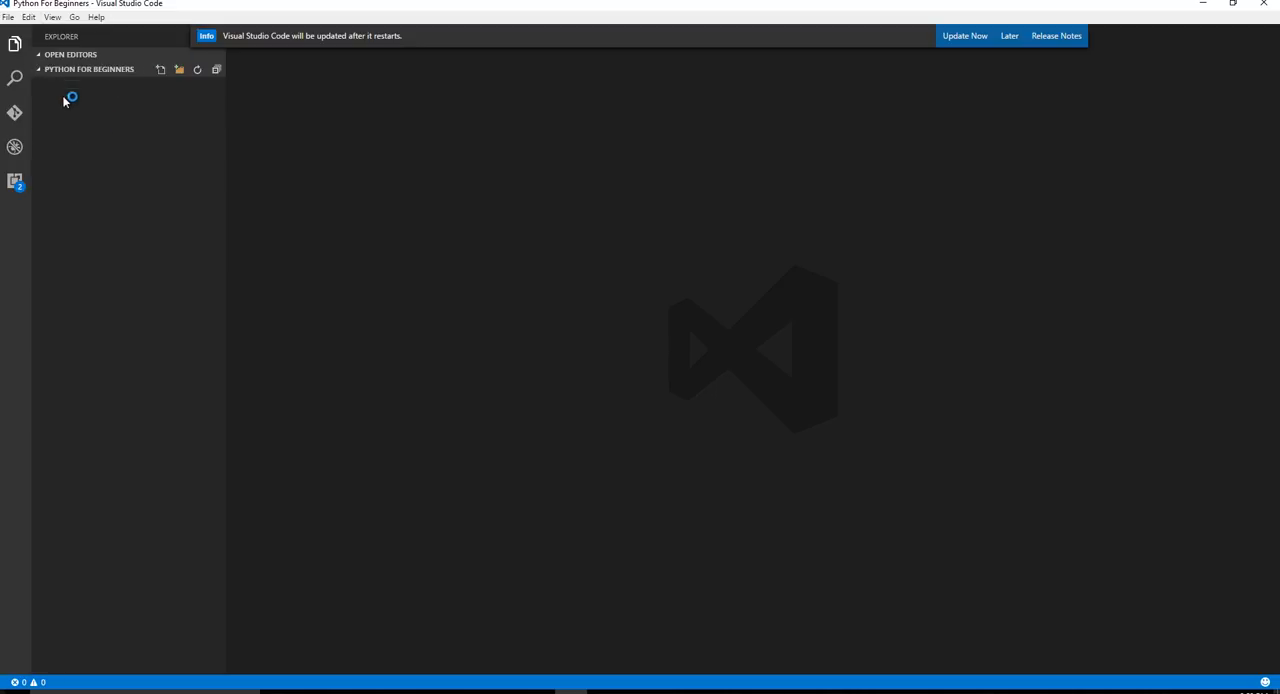 Python For Beginners - Visual Studio Code
File Edit View Go Help
EXPLORER
Info Visual Studio Code will be updated after it restarts. Update Now Later Release Notes
OPEN EDITORS
PYTHON FOR BEGINNERS
2
0 0